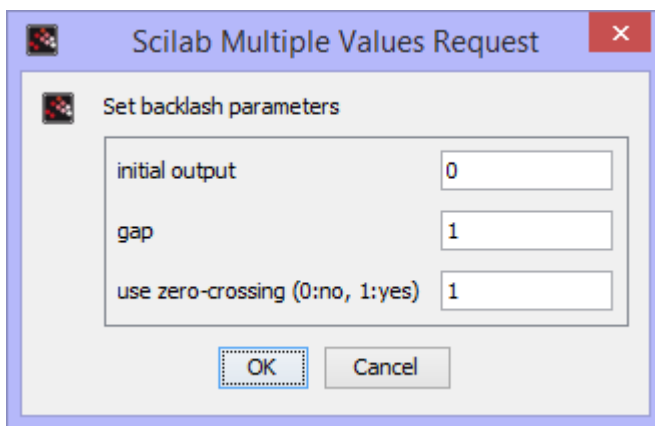 Scilab Multiple Values Request
Set backlash parameters
initial output 0
gap 1
use zero-crossing (0:no, 1:yes) 1
OK Cancel